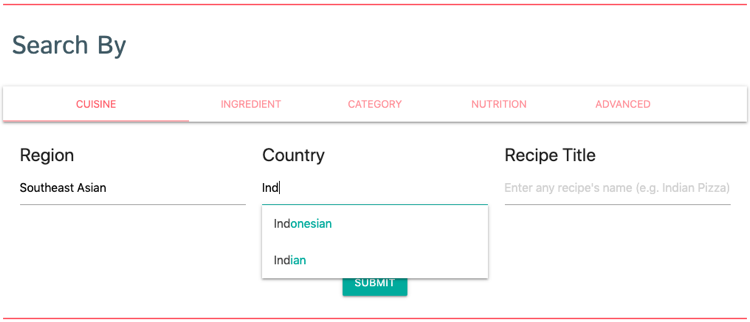 Search By
CUISINE INGREDIENT CATEGORY NUTRITION ADVANCED
Region Country Recipe Title
Southeast Asian Ind Enter any recipe's name (e.g. Indian Pizza)
Indonesian
Indian
SUBMIT